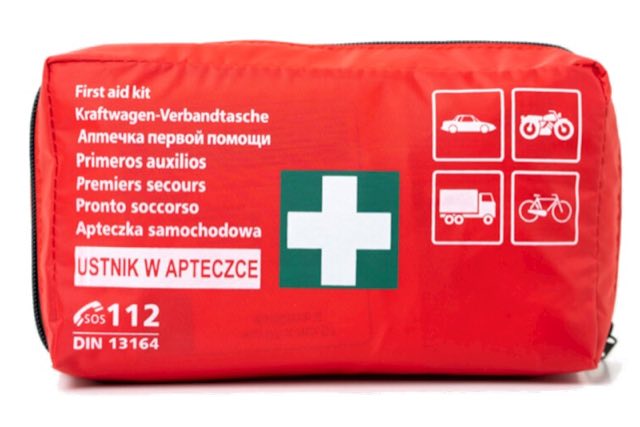 First aid kit
Kraftwagen-Verbandtasche
Аптечка первой помощи
Primeros auxilios
Premiers secours
Pronto soccorso
Apteczka samochodowa
USTNIK W APTECZCE
SOS 112
DIN 13164